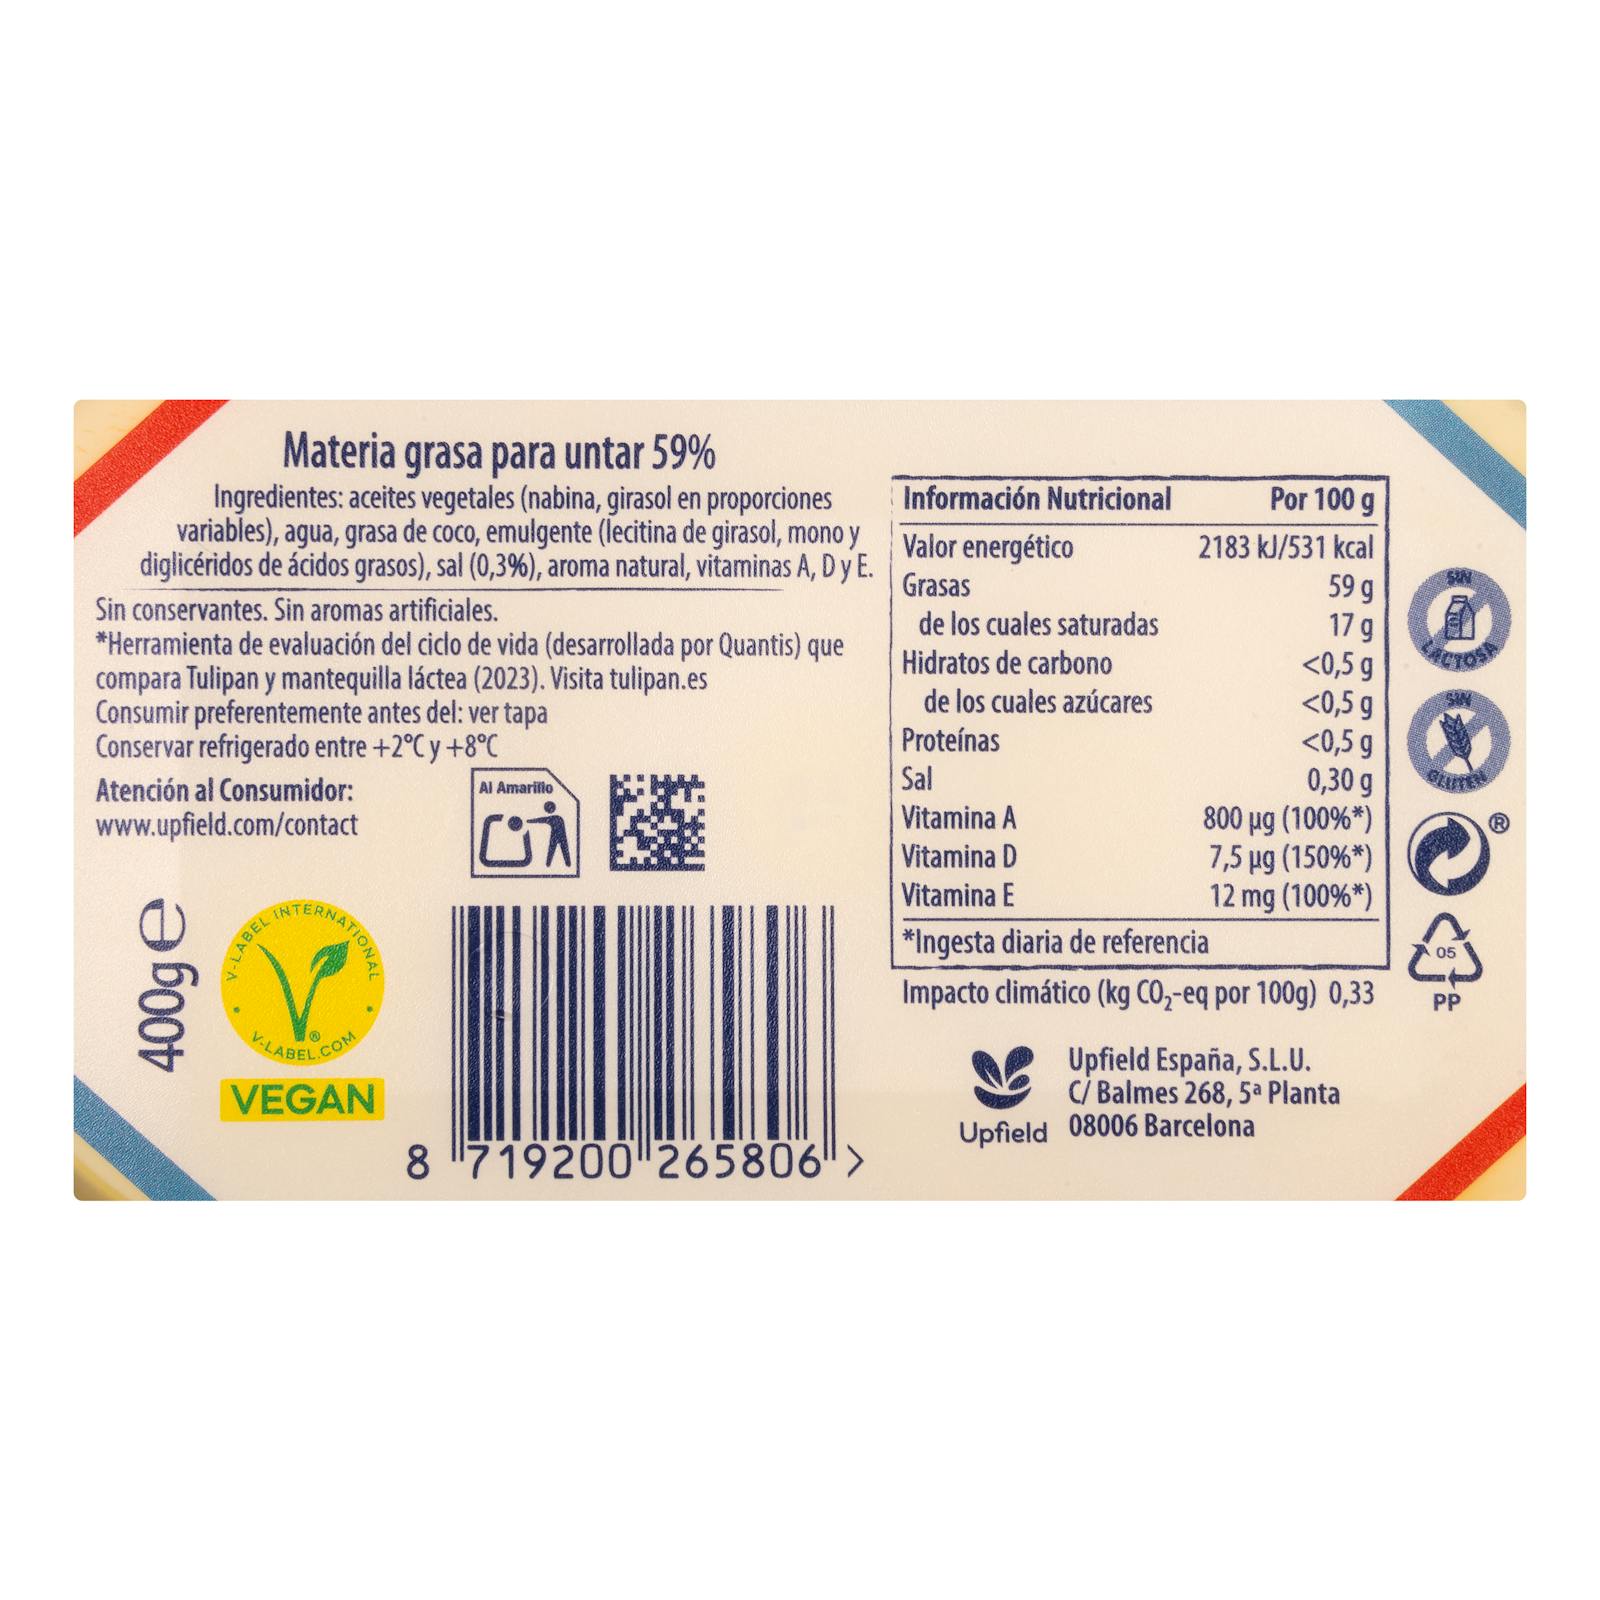 Materia grasa para untar 59%
Ingredientes: aceites vegetales (nabina, girasol en proporciones
variables), agua, grasa de coco, emulgente (lecitina de girasol, mono y
diglicéridos de ácidos grasos), sal (0,3%), aroma natural, vitaminas A, D y E.
Sin conservantes. Sin aromas artificiales.
*Herramienta de evaluación del ciclo de vida (desarrollada por Quantis) que
compara Tulipan y mantequilla láctea (2023). Visita tulipan.es
Consumir preferentemente antes del: ver tapa
Conservar refrigerado entre +2°C y +8°C
Atención al Consumidor:
www.upfield.com/contact
Al Amarillo
400g e
V-LABEL INTERNATIONAL
V-LABEL.COM
®
VEGAN
8 719200 265806 >
Información Nutricional Por 100 g
Valor energético 2183 kJ/531 kcal
Grasas 59 g
de los cuales saturadas 17 g
Hidratos de carbono <0,5 g
de los cuales azúcares <0,5 g
Proteínas <0,5 g
Sal 0,30 g
Vitamina A 800 µg (100%*)
Vitamina D 7,5 µg (150%*)
Vitamina E 12 mg (100%*)
*Ingesta diaria de referencia
Impacto climático (kg CO₂-eq por 100g) 0,33
Upfield
Upfield España, S.L.U.
C/ Balmes 268, 5ª Planta
08006 Barcelona
SIN
LACTOSA
SIN
GLUTEN
®
05
PP